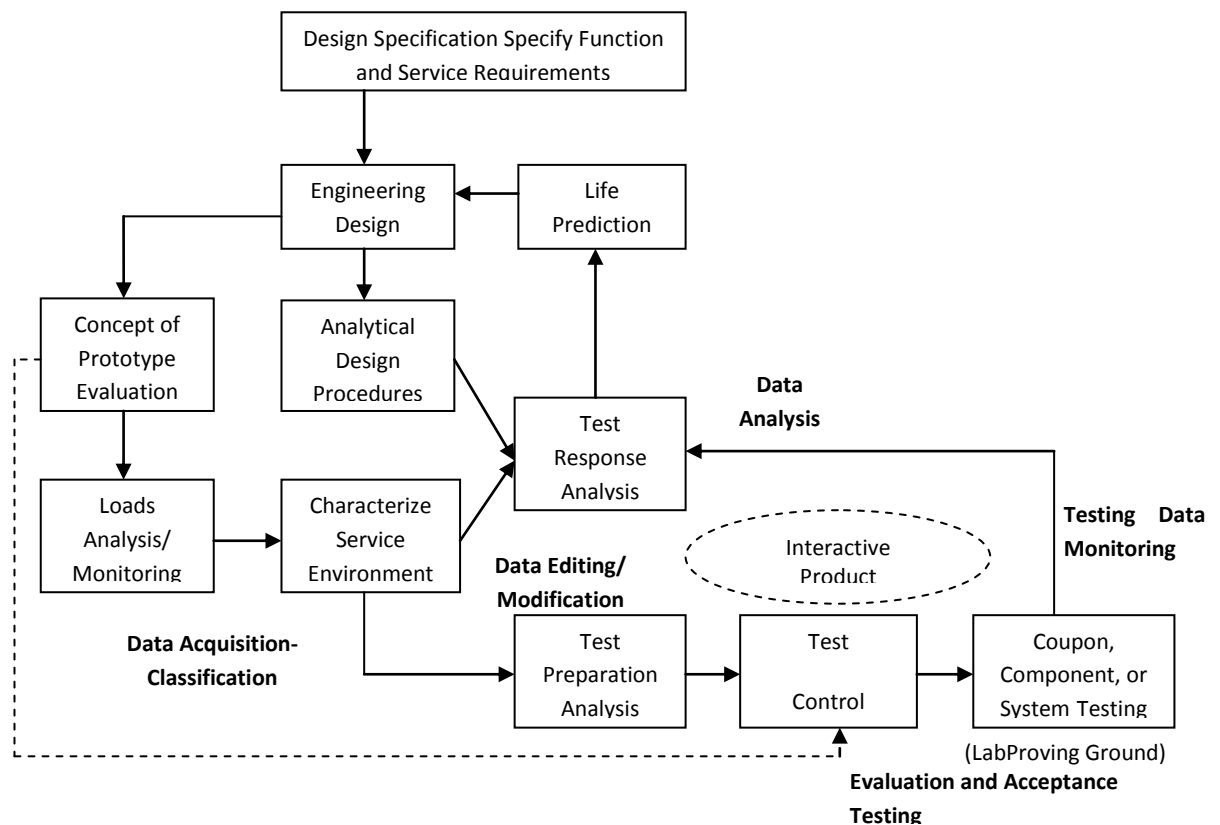 Design Specification Specify Function
and Service Requirements
Engineering
Design
Life
Prediction
Concept of
Prototype
Evaluation
Analytical
Design
Procedures
Data
Analysis
Test
Response
Analysis
Loads
Analysis/
Monitoring
Characterize
Service
Environment
Testing Data
Monitoring
Interactive
Product
Data Editing/
Modification
Data Acquisition-
Classification
Test
Preparation
Analysis
Test
Control
Coupon,
Component, or
System Testing
(LabProving Ground)
Evaluation and Acceptance
Testing